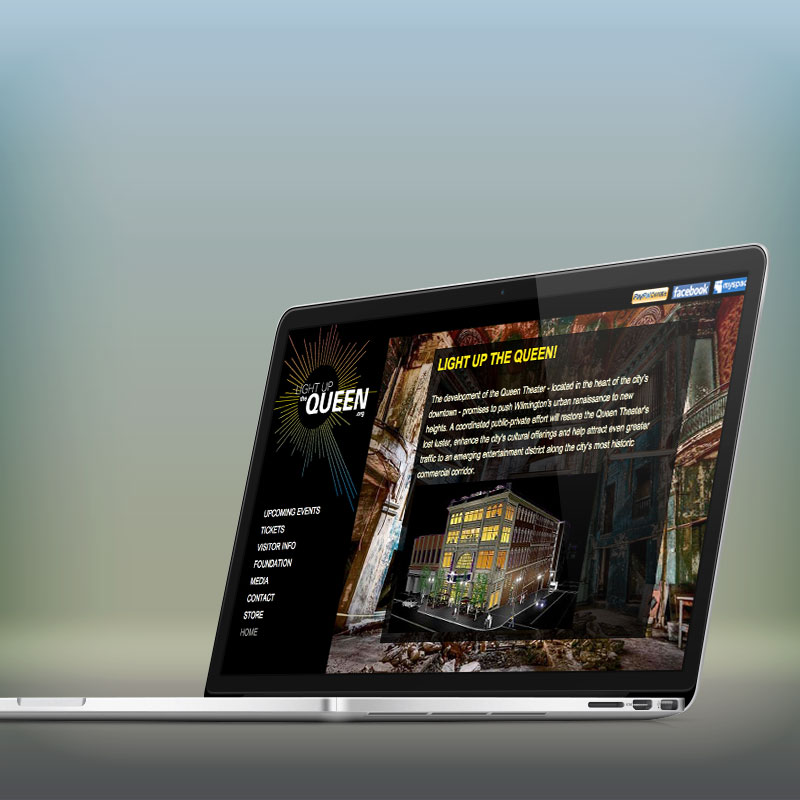 PayPal Donate
facebook
myspac
LIGHT UP
the QUEEN
.org
LIGHT UP THE QUEEN!
The development of the Queen Theater - located in the heart of the city's
downtown - promises to push Wilmington's urban renaissance to new
heights. A coordinated public-private effort will restore the Queen Theater's
lost luster, enhance the city's cultural offerings and help attract even greater
traffic to an emerging entertainment district along the city's most historic
commercial corridor.
UPCOMING EVENTS
TICKETS
VISITOR INFO
FOUNDATION
MEDIA
CONTACT
STORE
HOME